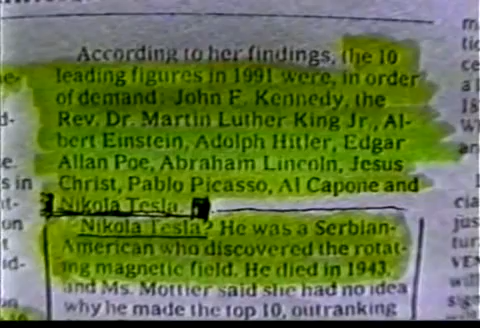 According to her findings, the 10
leading figures in 1991 were, in order
of demand: John F. Kennedy, the
Rev. Dr. Martin Luther King Jr., Al-
bert Einstein, Adolph Hitler, Edgar
Allan Poe, Abraham Lincoln, Jesus
Christ, Pablo Picasso, Al Capone and
Nikola Tesla.
Nikola Tesla? He was a Serbian-
American who discovered the rotat-
ing magnetic field. He died in 1943,
and Ms. Mottier said she had no idea
why he made the top 10, outranking